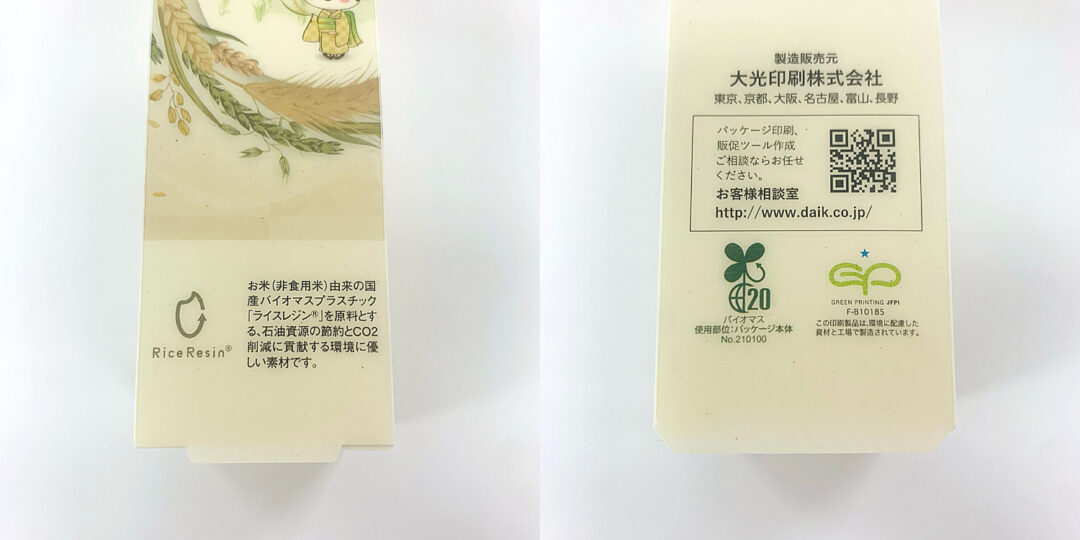 お米(非食用米)由来の国
産バイオマスプラスチック
「ライスレジン®」を原料とす
る、石油資源の節約とCO2
削減に貢献する環境に優
しい素材です。
RiceResin®
製造販売元
大光印刷株式会社
東京、京都、大阪、名古屋、富山、長野
パッケージ印刷、
販促ツール作成
ご相談ならお任せ
ください。
お客様相談室
http://www.daik.co.jp/
20
バイオマス
使用部位:パッケージ本体
No.210100
GREEN PRINTING JFPI
F-B10185
この印刷製品は、環境に配慮した
資材と工場で製造されています。